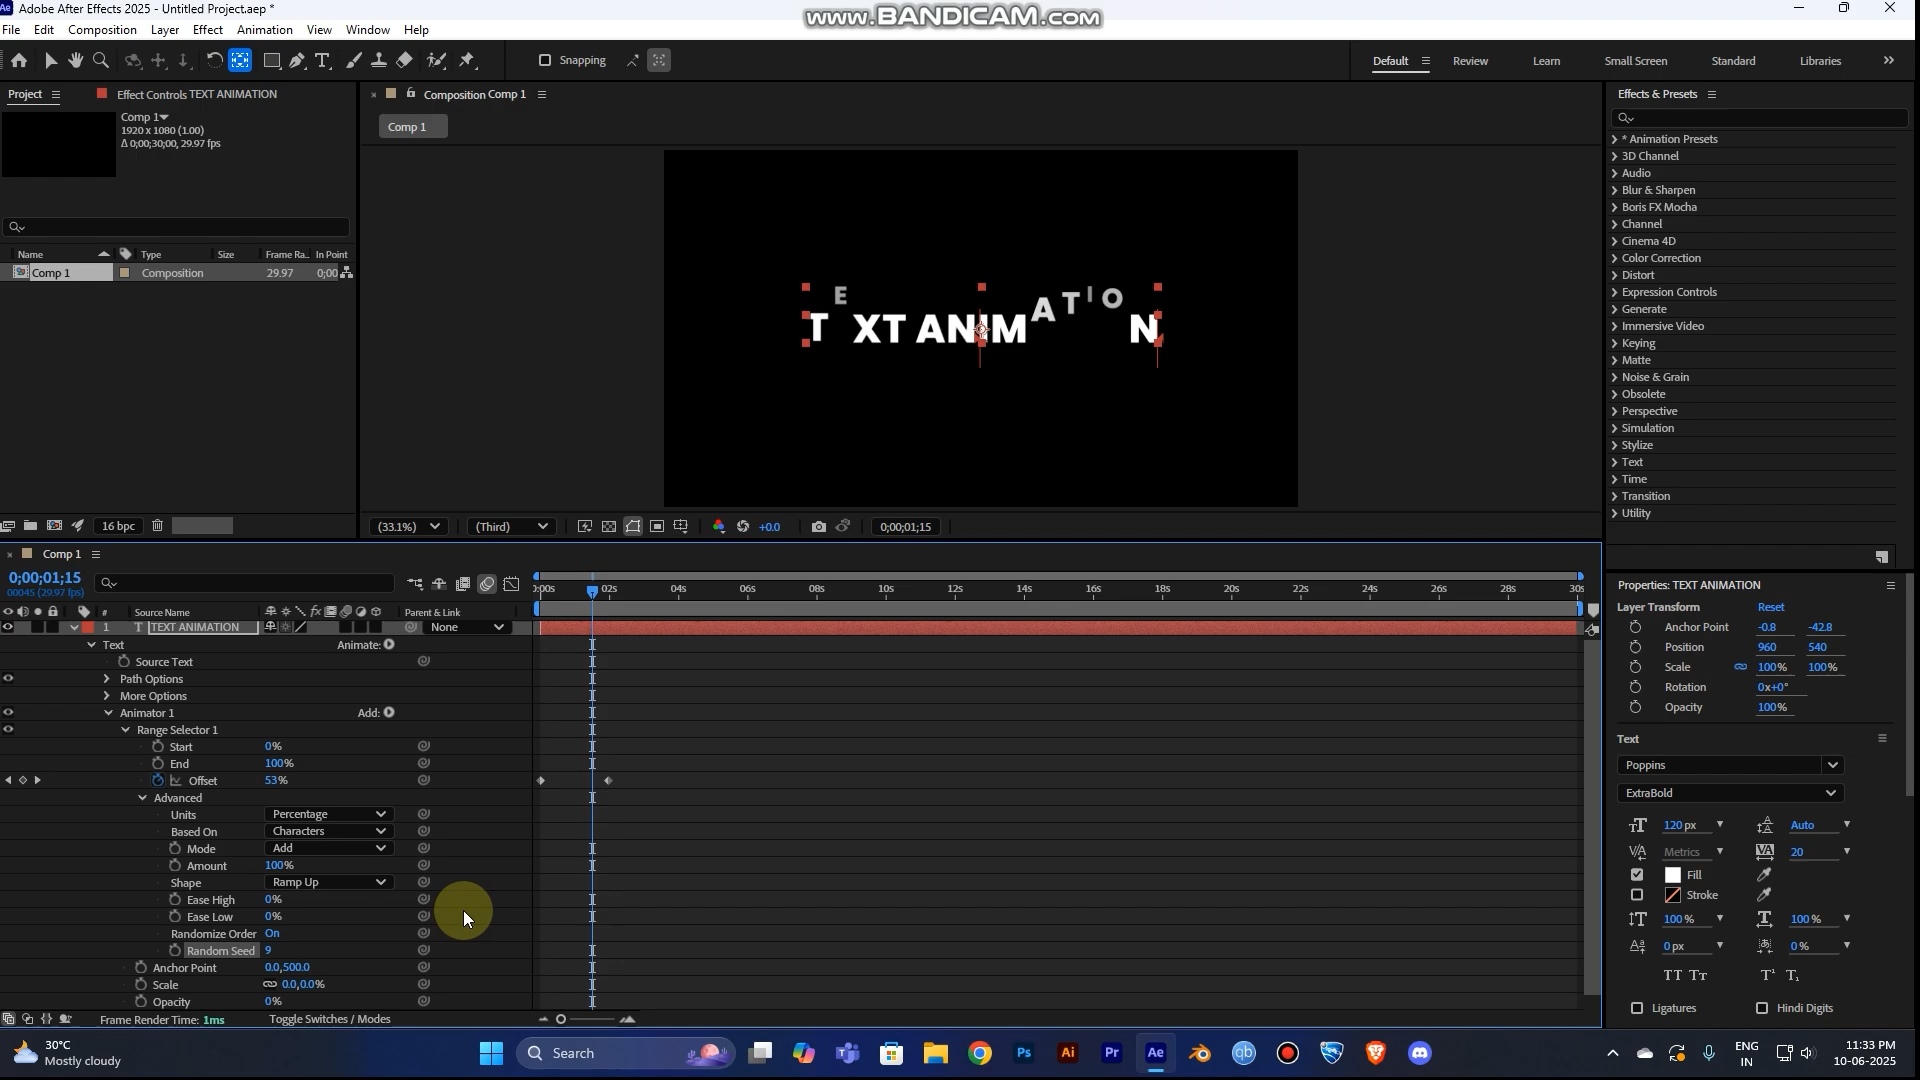 Adobe After Effects 2025 - Untitled Project.aep *
www.BANDICAM.com
File Edit Composition Layer Effect Animation View Window Help
Snapping
Default Review Learn Small Screen Standard Libraries
Project Effect Controls TEXT ANIMATION
Comp 1
1920 x 1080 (1.00)
Δ 0;00;30;00, 29.97 fps
Name Type Size Frame Ra.. In Point
Comp 1 Composition 29.97 0;00
16 bpc
Composition Comp 1
Comp 1
TEXT ANIMATION
(33.1%) (Third) +0.0 0;00;01;15
Effects & Presets
* Animation Presets
3D Channel
Audio
Blur & Sharpen
Boris FX Mocha
Channel
Cinema 4D
Color Correction
Distort
Expression Controls
Generate
Immersive Video
Keying
Matte
Noise & Grain
Obsolete
Perspective
Simulation
Stylize
Text
Time
Transition
Utility
Comp 1
0;00;01;15
00045 (29.97 fps)
# Source Name Parent & Link
:00s 02s 04s 06s 08s 10s 12s 14s 16s 18s 20s 22s 24s 26s 28s 30s
1 T TEXT ANIMATION None
Text Animate:
Source Text
Path Options
More Options
Animator 1 Add:
Range Selector 1
Start 0%
End 100%
Offset 53%
Advanced
Units Percentage
Based On Characters
Mode Add
Amount 100%
Shape Ramp Up
Ease High 0%
Ease Low 0%
Randomize Order On
Random Seed 9
Anchor Point 0.0,500.0
Scale 0.0,0.0%
Opacity 0%
Frame Render Time: 1ms Toggle Switches / Modes
Properties: TEXT ANIMATION
Layer Transform Reset
Anchor Point -0.8 -42.8
Position 960 540
Scale 100% 100%
Rotation 0x+0°
Opacity 100%
Text
Poppins
ExtraBold
120 px Auto
Metrics 20
Fill
Stroke
100 % 100 %
0 px 0 %
Ligatures Hindi Digits
30°C
Mostly cloudy
Search
ENG
IN
11:33 PM
10-06-2025